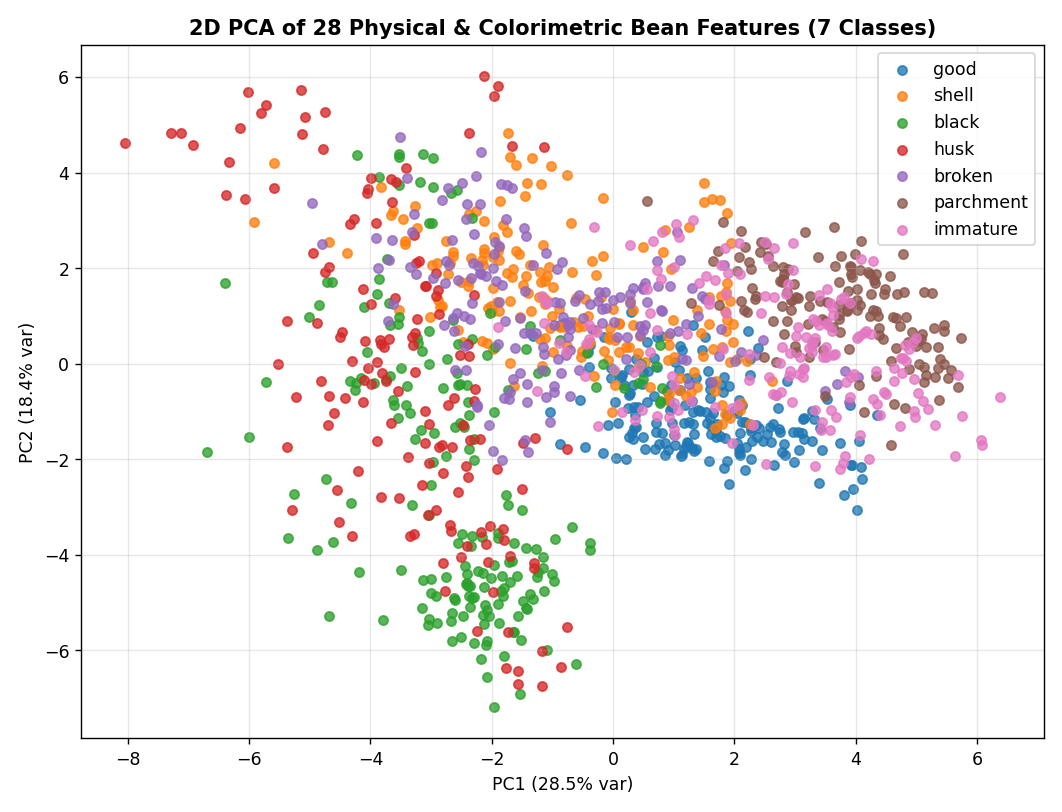 2D PCA of 28 Physical & Colorimetric Bean Features (7 Classes)
good
shell
black
husk
broken
parchment
immature
6
4
2
0
−2
−4
−6
PC2 (18.4% var)
−8 −6 −4 −2 0 2 4 6
PC1 (28.5% var)